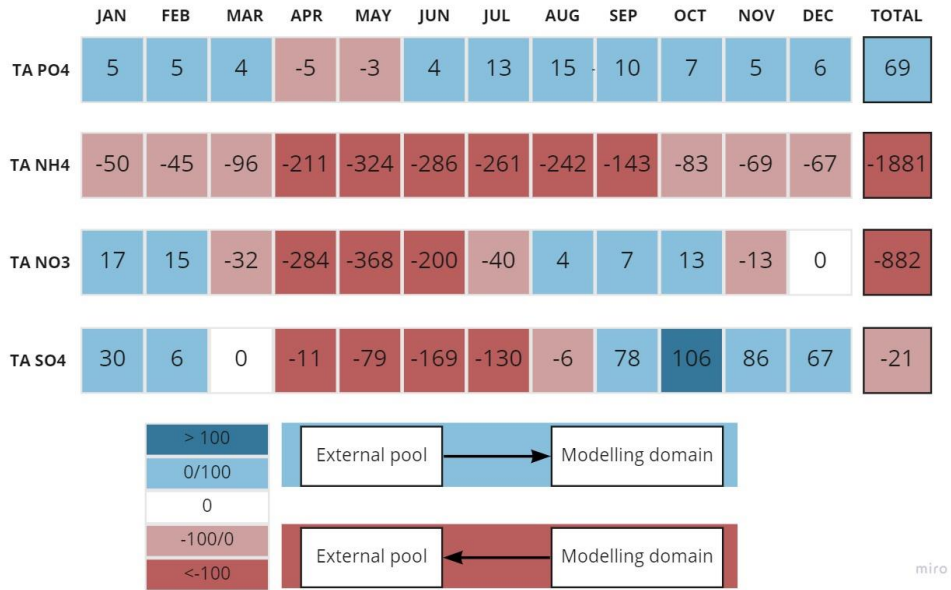 JAN FEB MAR APR MAY JUN JUL AUG SEP OCT NOV DEC TOTAL
TA PO4 5 5 4 -5 -3 4 13 15 10 7 5 6 69
TA NH4 -50 -45 -96 -211 -324 -286 -261 -242 -143 -83 -69 -67 -1881
TA NO3 17 15 -32 -284 -368 -200 -40 4 7 13 -13 0 -882
TA SO4 30 6 0 -11 -79 -169 -130 -6 78 106 86 67 -21
> 100
0/100
0
-100/0
<-100
External pool Modelling domain
External pool Modelling domain
miro